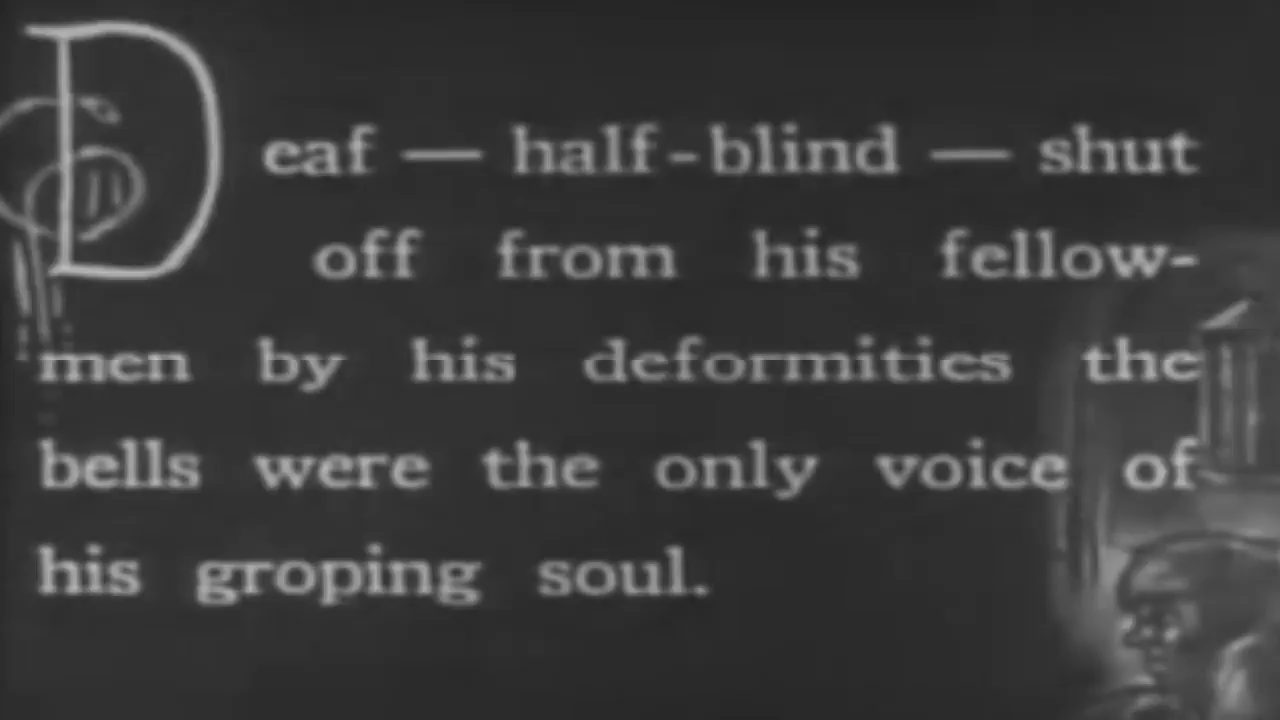 Deaf — half-blind — shut
off from his fellow-
men by his deformities the
bells were the only voice of
his groping soul.